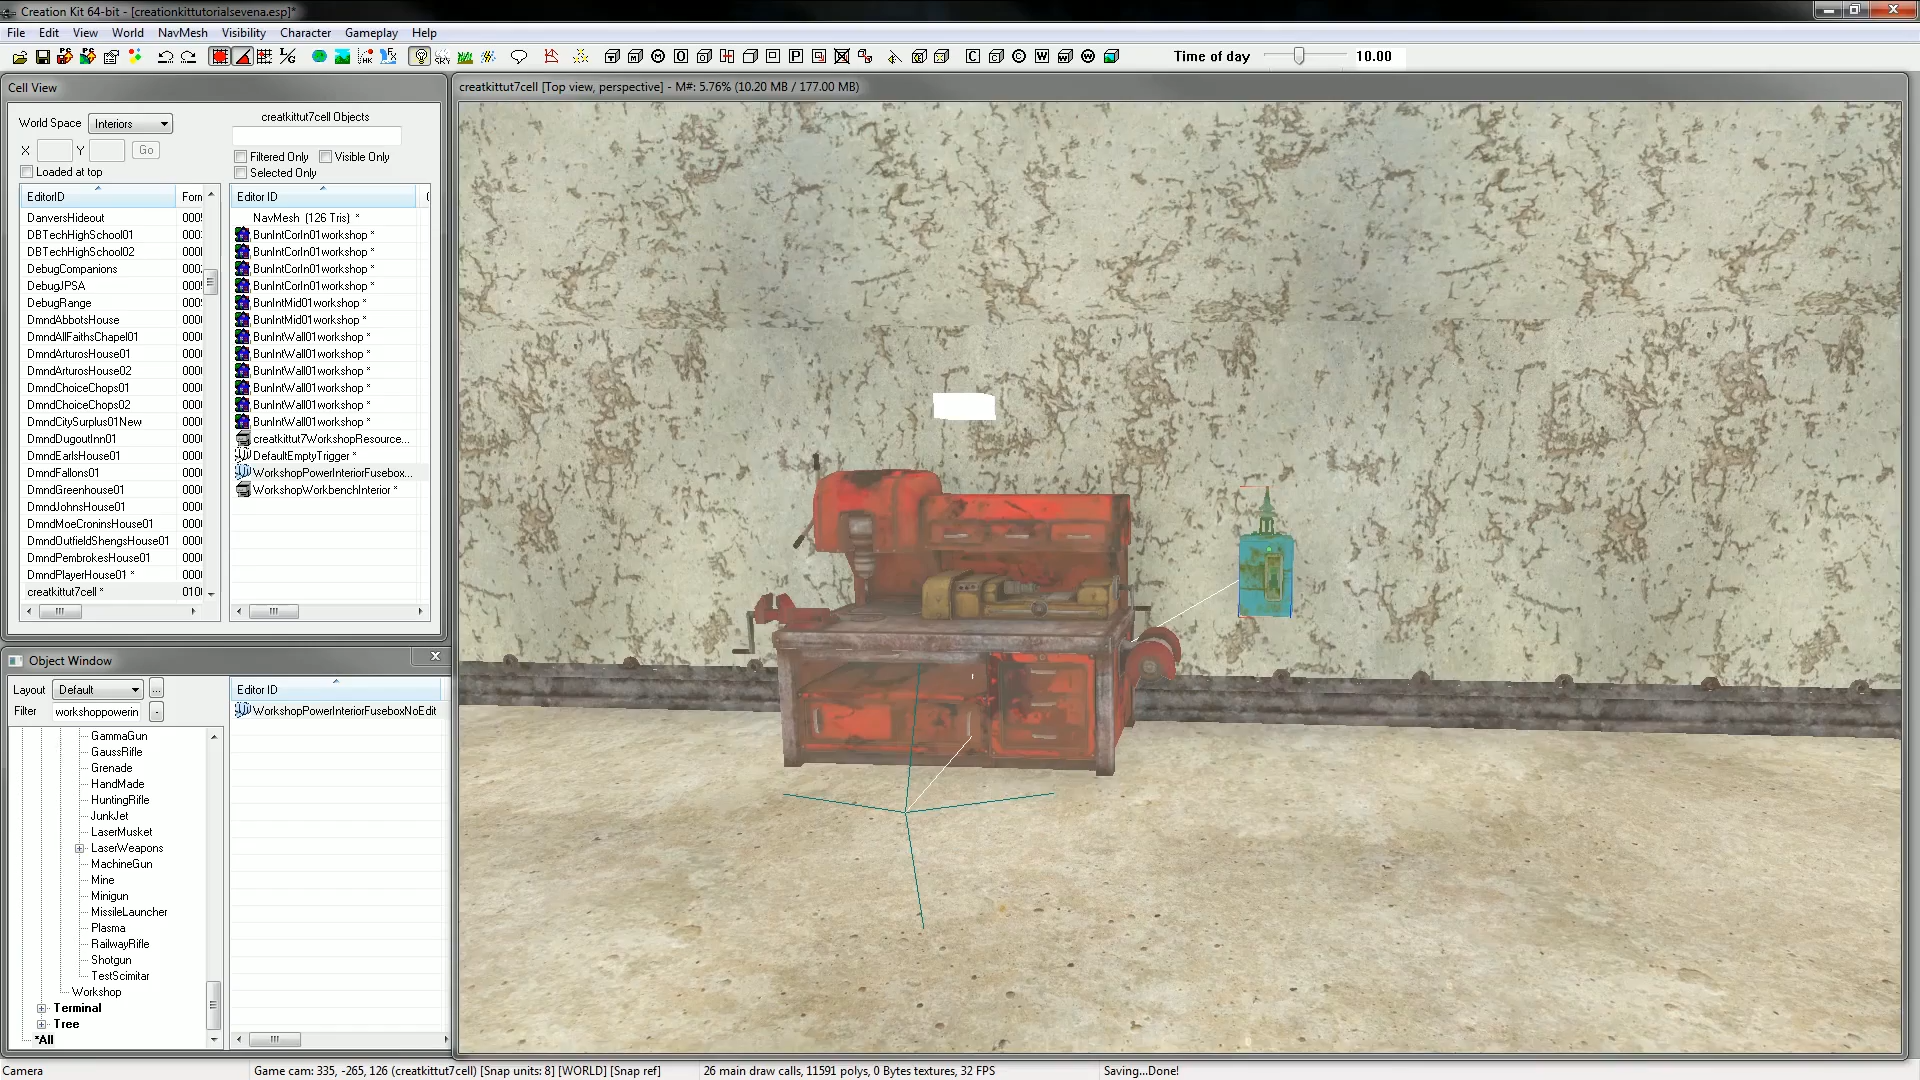 Creation Kit 64-bit - [creationkittutorialsevena.esp]*
File Edit View World NavMesh Visibility Character Gameplay Help
Time of day 10.00
Cell View
World Space Interiors
X Y Go
Loaded at top
creatkittut7cell Objects
Filtered Only Visible Only
Selected Only
EditorID Form
DanversHideout
DBTechHighSchool01
DBTechHighSchool02
DebugCompanions
DebugJPSA
DebugRange
DmndAbbotsHouse
DmndAllFaithsChapel01
DmndArturosHouse01
DmndArturosHouse02
DmndChoiceChops01
DmndChoiceChops02
DmndCitySurplus01New
DmndDugoutInn01
DmndEarlsHouse01
DmndFallons01
DmndGreenhouse01
DmndJohnsHouse01
DmndMoeCroninsHouse01
DmndOutfieldShengsHouse01
DmndPembrokesHouse01
DmndPlayerHouse01 *
creatkittut7cell *
Editor ID
NavMesh (126 Tris) *
BunIntCorIn01workshop *
BunIntCorIn01workshop *
BunIntCorIn01workshop *
BunIntCorIn01workshop *
BunIntMid01workshop *
BunIntMid01workshop *
BunIntWall01workshop *
BunIntWall01workshop *
BunIntWall01workshop *
BunIntWall01workshop *
BunIntWall01workshop *
BunIntWall01workshop *
creatkittut7WorkshopResource...
DefaultEmptyTrigger *
WorkshopPowerInteriorFusebox...
WorkshopWorkbenchInterior *
Object Window
Layout Default ...
Filter workshoppowerin -
GammaGun
GaussRifle
Grenade
HandMade
HuntingRifle
JunkJet
LaserMusket
LaserWeapons
MachineGun
Mine
Minigun
MissileLauncher
Plasma
RailwayRifle
Shotgun
TestScimitar
Workshop
Terminal
Tree
*All
Editor ID
WorkshopPowerInteriorFuseboxNoEdit
creatkittut7cell [Top view, perspective] - M#: 5.76% (10.20 MB / 177.00 MB)
Camera
Game cam: 335, -265, 126 (creatkittut7cell) [Snap units: 8] [WORLD] [Snap ref]
26 main draw calls, 11591 polys, 0 Bytes textures, 32 FPS
Saving...Done!